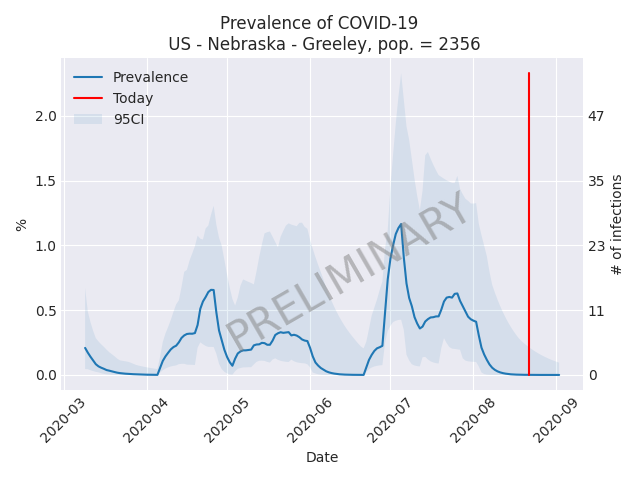 Prevalence of COVID-19
US - Nebraska - Greeley, pop. = 2356
Prevalence
Today
95CI
PRELIMINARY
%
2.0
1.5
1.0
0.5
0.0
# of infections
47
35
23
11
0
2020-03
2020-04
2020-05
2020-06
2020-07
2020-08
2020-09
Date